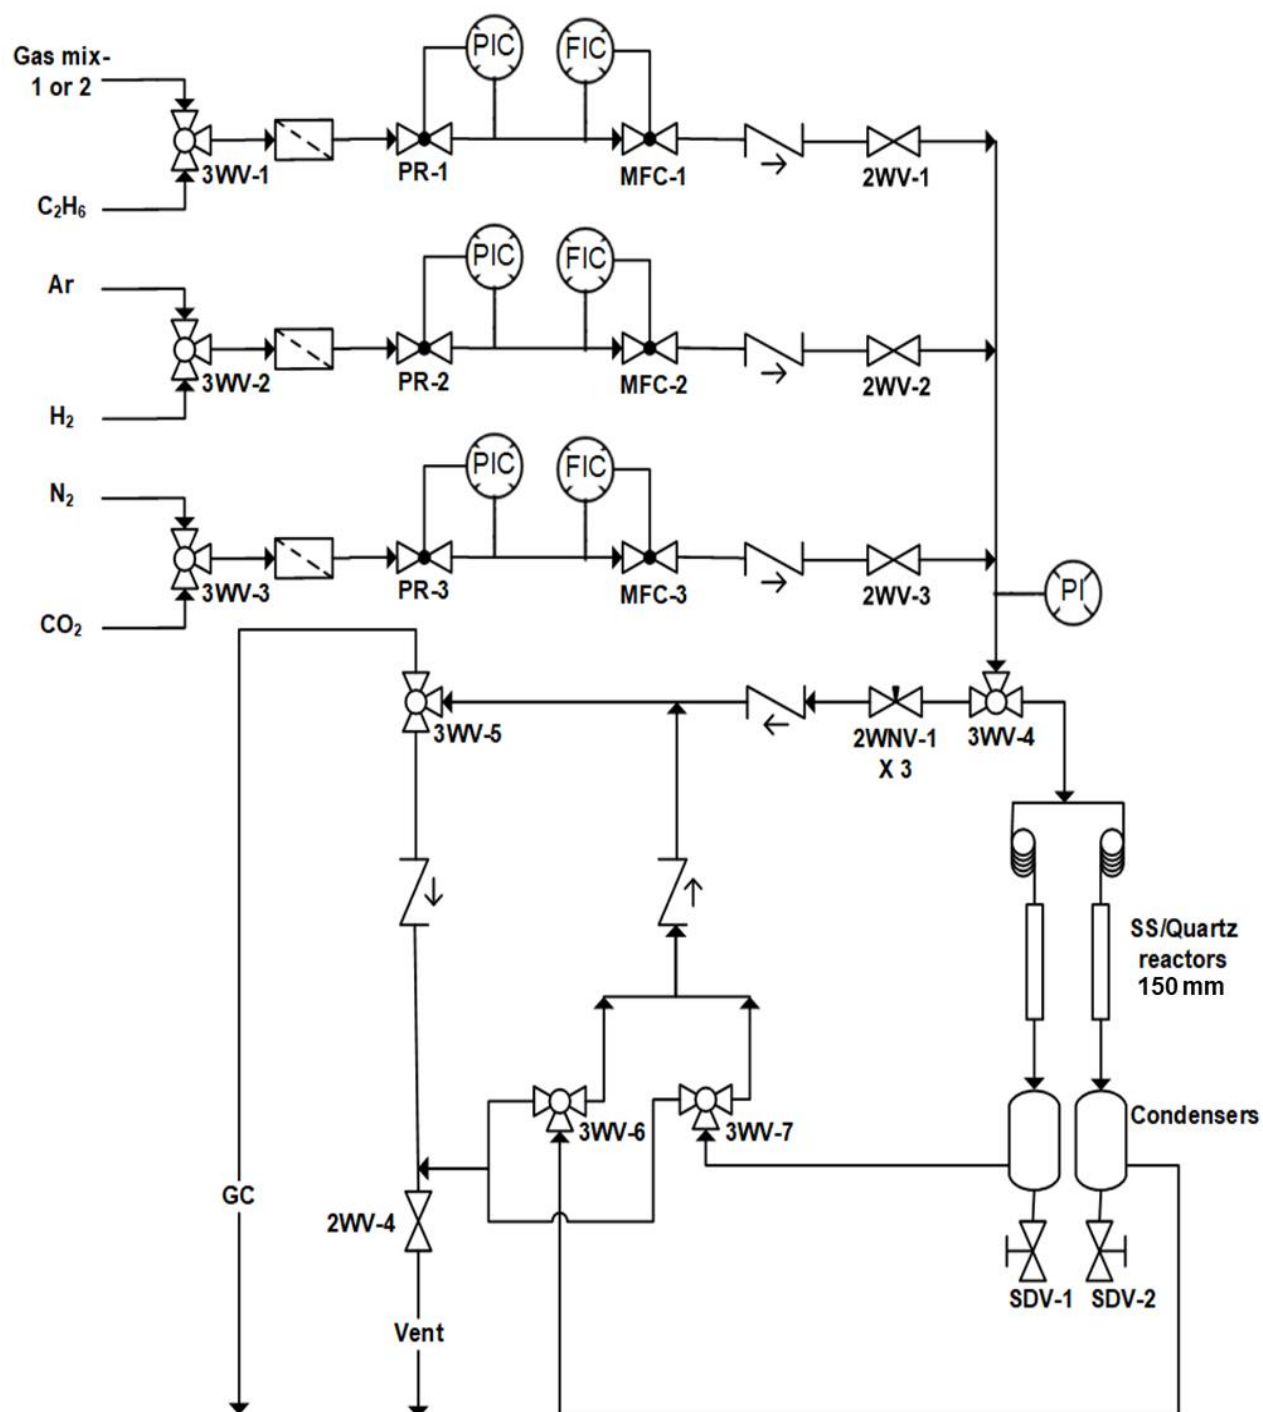 Gas mix-
1 or 2
PIC
FIC
3WV-1
PR-1
MFC-1
2WV-1
C₂H₆
Ar
PIC
FIC
3WV-2
PR-2
MFC-2
2WV-2
H₂
N₂
PIC
FIC
3WV-3
PR-3
MFC-3
2WV-3
PI
CO₂
3WV-5
2WNV-1
X 3
3WV-4
SS/Quartz
reactors
150 mm
3WV-6
3WV-7
Condensers
GC
2WV-4
SDV-1
SDV-2
Vent